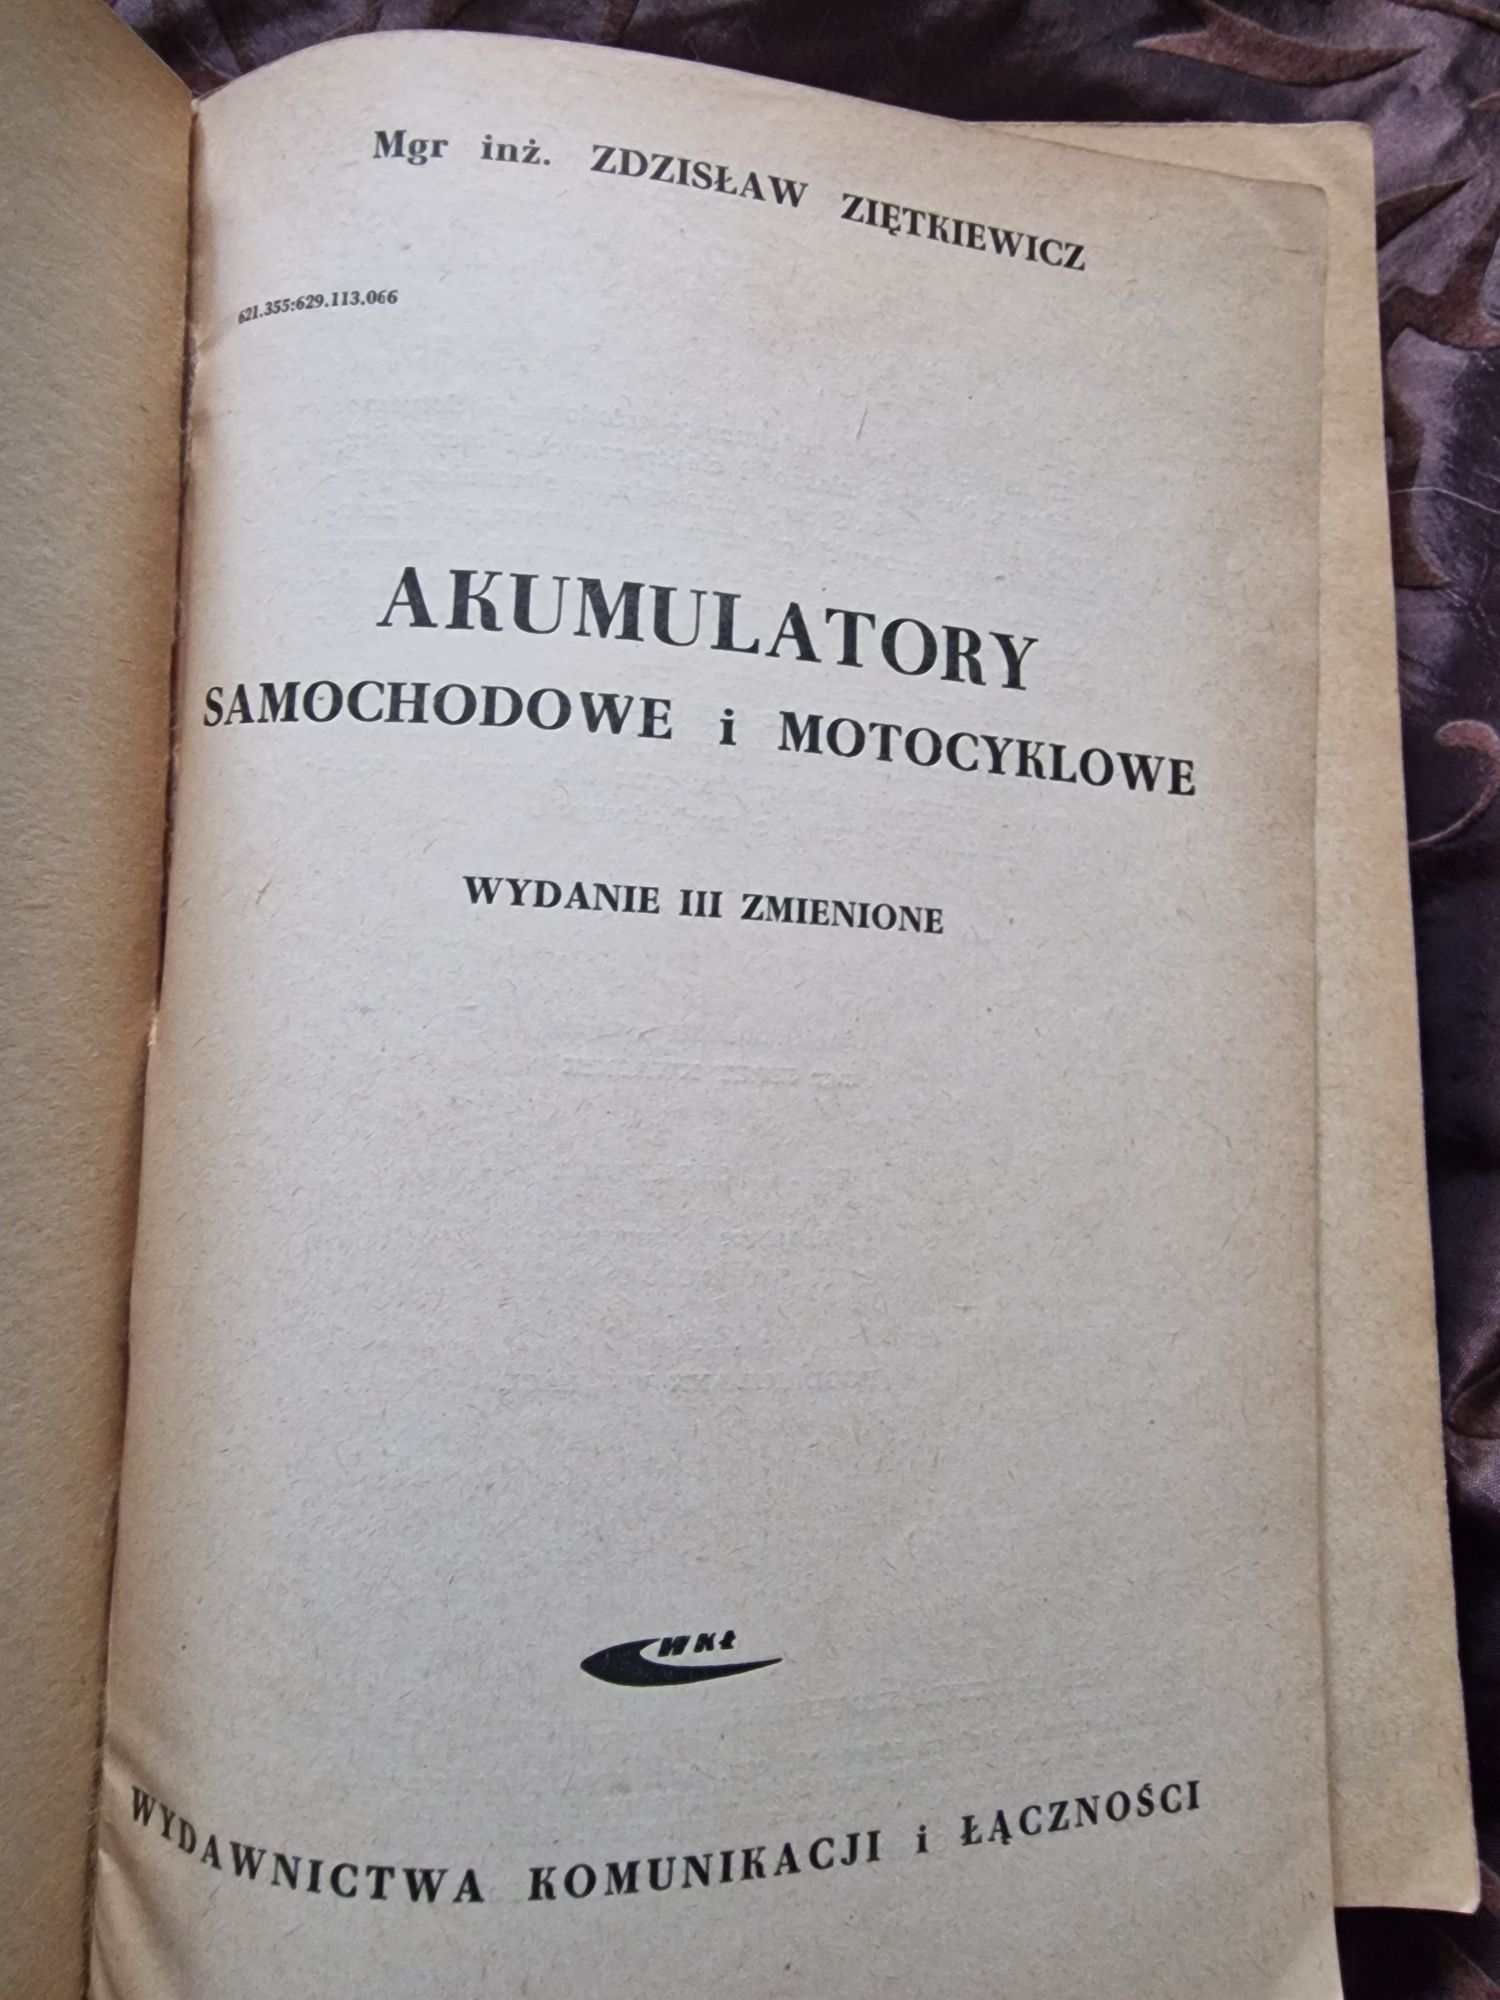 Mgr inż. ZDZISŁAW ZIĘTKIEWICZ
621.355:629.113.066
AKUMULATORY
SAMOCHODOWE i MOTOCYKLOWE
WYDANIE III ZMIENIONE
WKŁ
WYDAWNICTWA KOMUNIKACJI i ŁĄCZNOŚCI